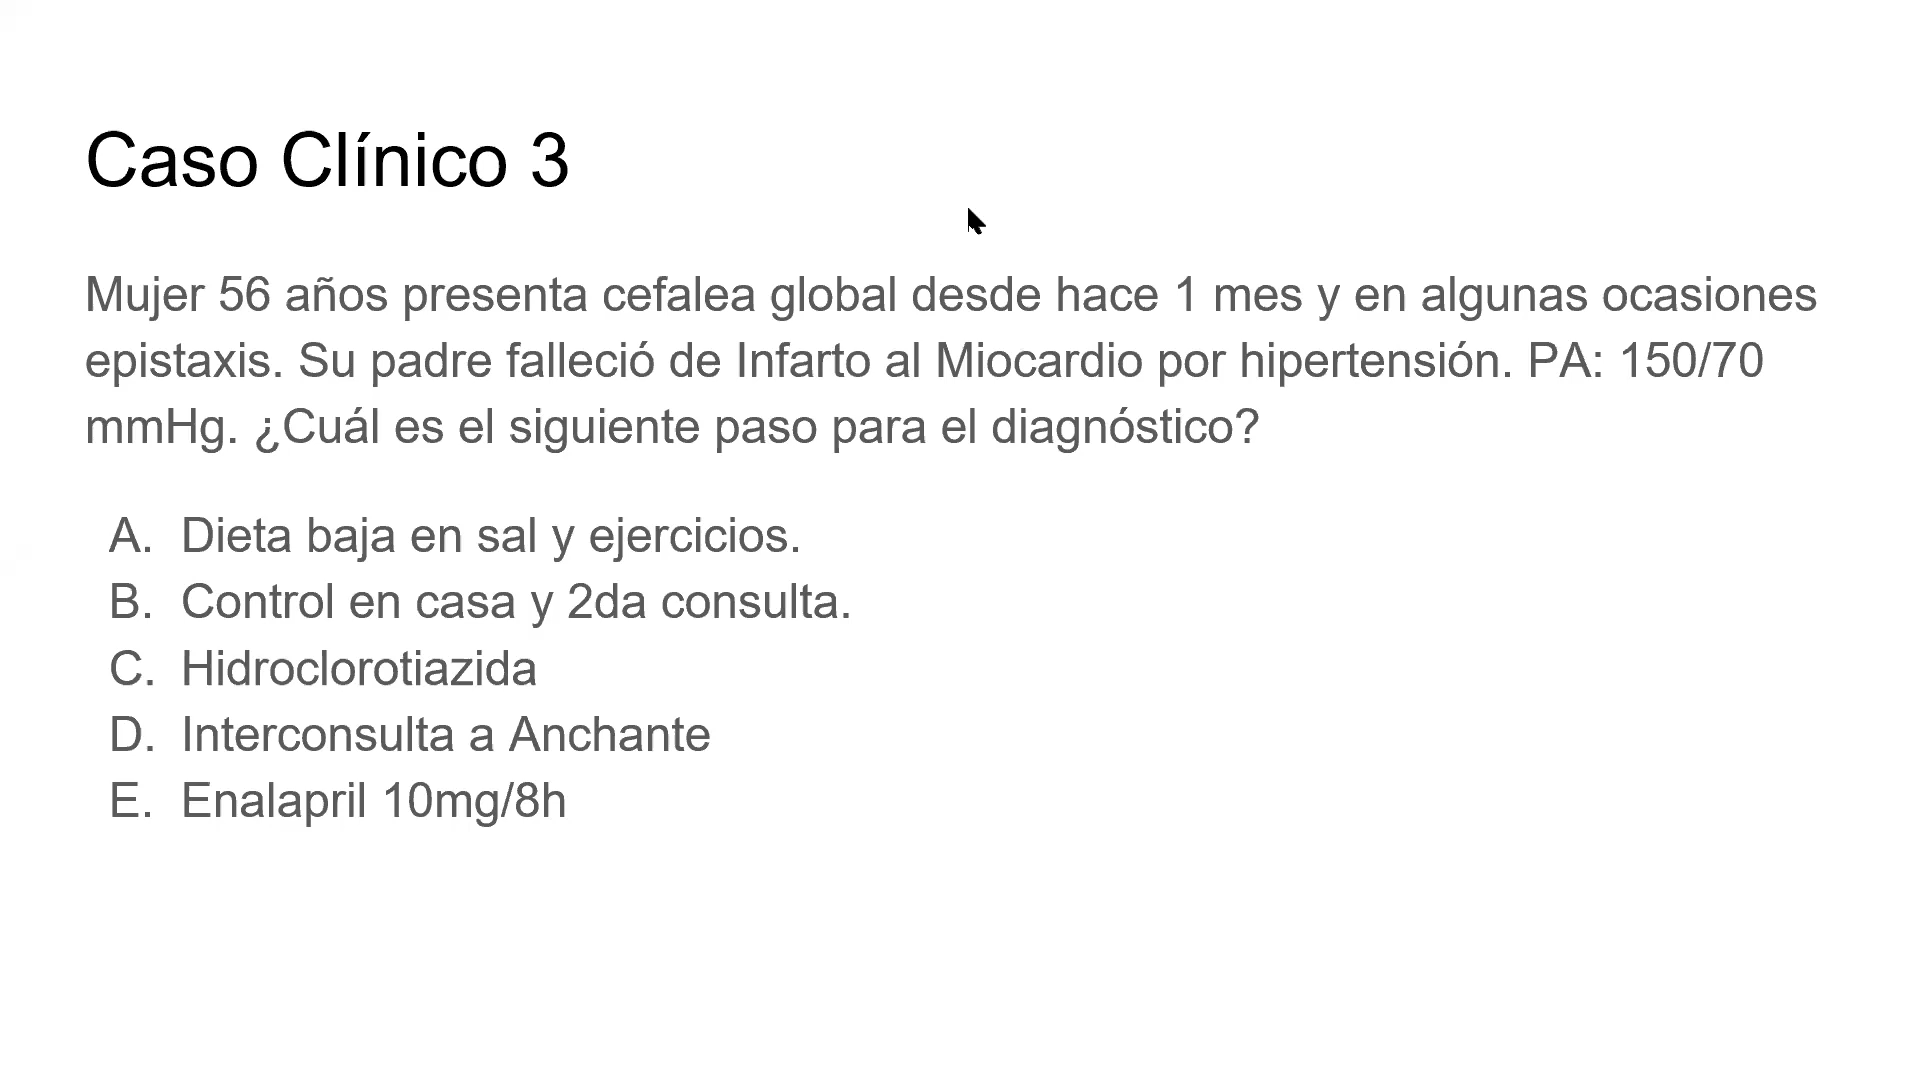 Caso Clínico 3
Mujer 56 años presenta cefalea global desde hace 1 mes y en algunas ocasiones
epistaxis. Su padre falleció de Infarto al Miocardio por hipertensión. PA: 150/70
mmHg. ¿Cuál es el siguiente paso para el diagnóstico?
A. Dieta baja en sal y ejercicios.
B. Control en casa y 2da consulta.
C. Hidroclorotiazida
D. Interconsulta a Anchante
E. Enalapril 10mg/8h